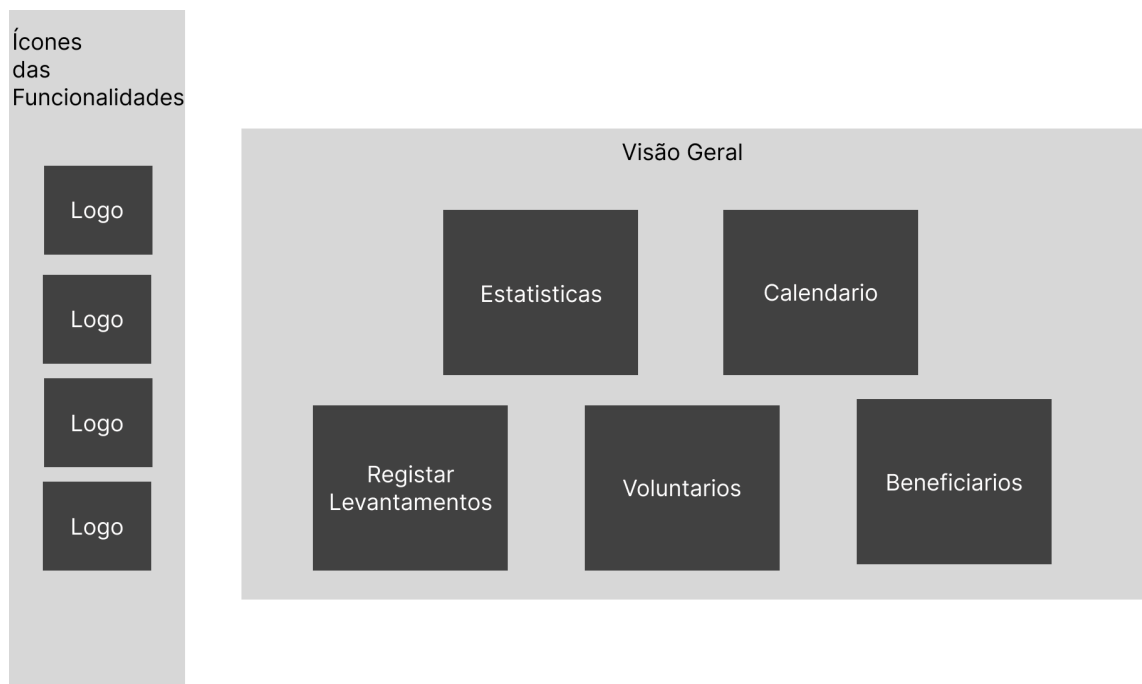 Ícones
das
Funcionalidades
Logo
Logo
Logo
Logo
Visão Geral
Estatisticas
Calendario
Registar
Levantamentos
Voluntarios
Beneficiarios